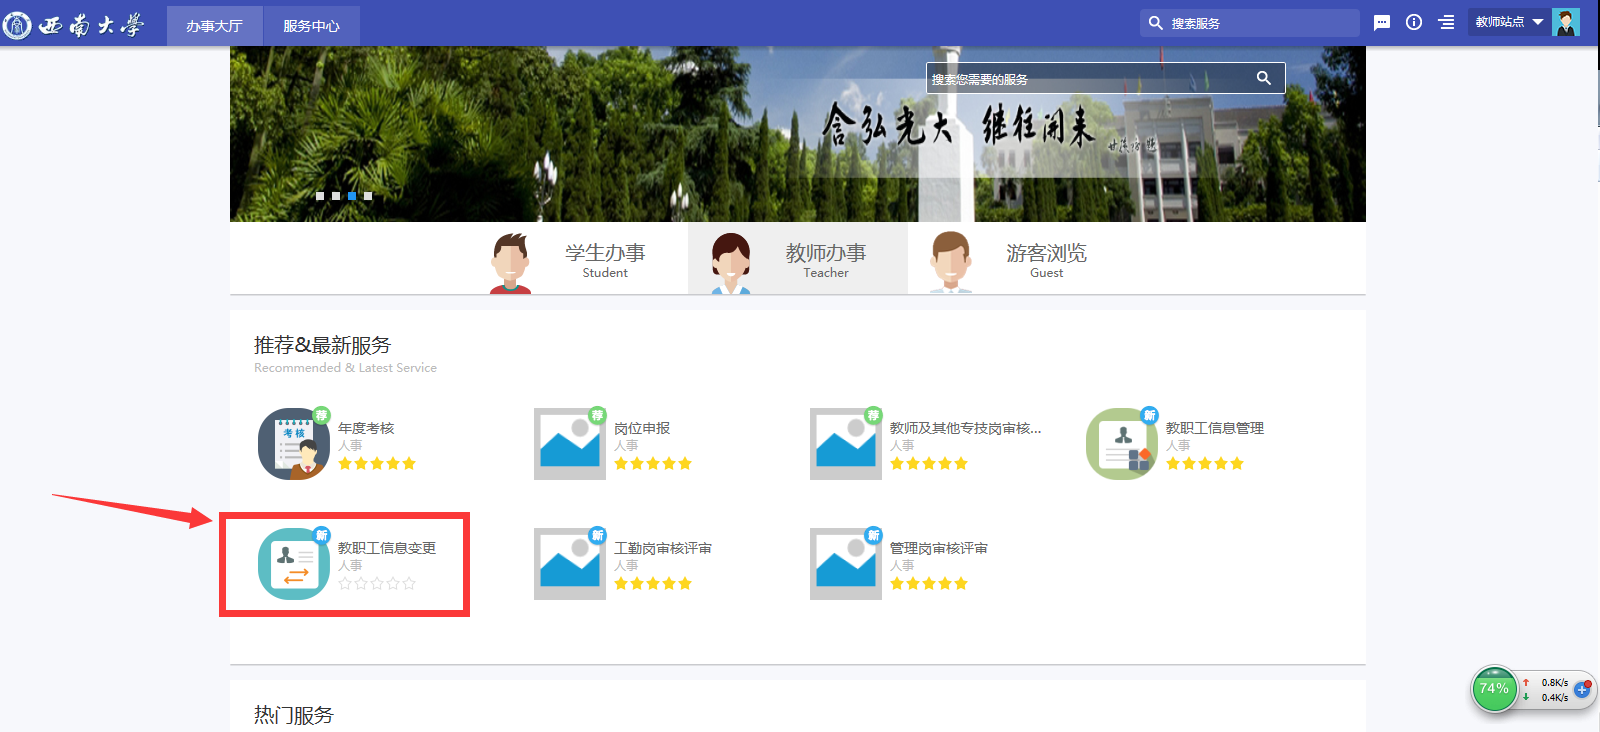 西南大学
办事大厅
服务中心
搜索服务
教师站点
搜索您需要的服务
含弘光大 继往开来
学生办事
Student
教师办事
Teacher
游客浏览
Guest
推荐&最新服务
Recommended & Latest Service
考核
荐
年度考核
人事
荐
岗位申报
人事
荐
教师及其他专技岗审核...
人事
新
教职工信息管理
人事
新
教职工信息变更
人事
新
工勤岗审核评审
人事
新
管理岗审核评审
人事
热门服务
74%
0.8K/s
0.4K/s